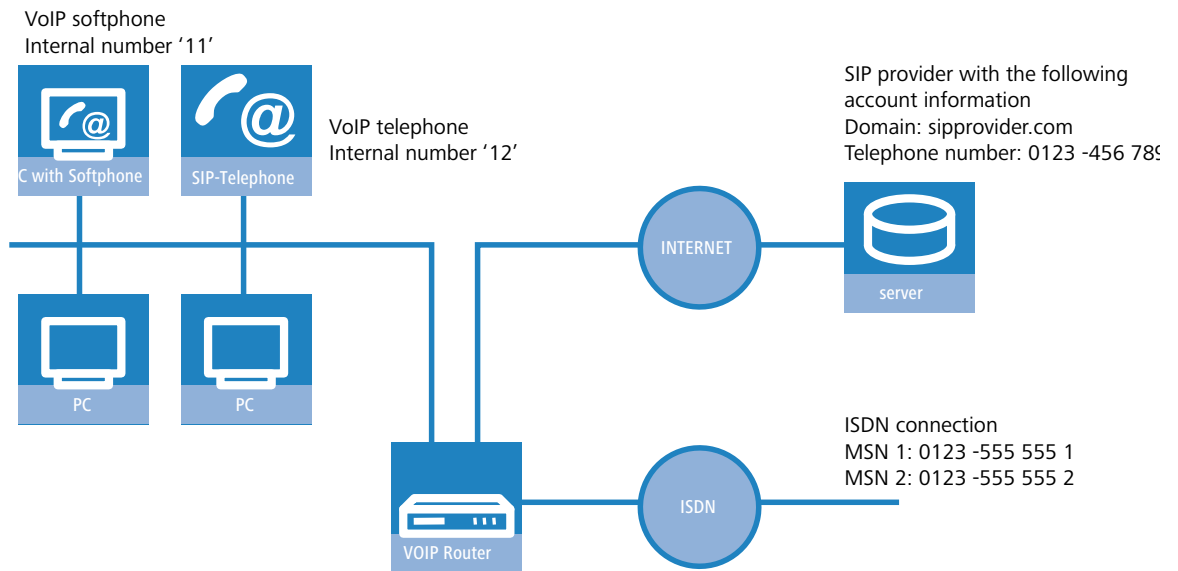 VoIP softphone
Internal number ‘11’
C with Softphone
SIP-Telephone
VoIP telephone
Internal number ‘12’
SIP provider with the following
account information
Domain: sipprovider.com
Telephone number: 0123 -456 789
INTERNET
server
PC
PC
ISDN connection
MSN 1: 0123 -555 555 1
MSN 2: 0123 -555 555 2
ISDN
VOIP Router